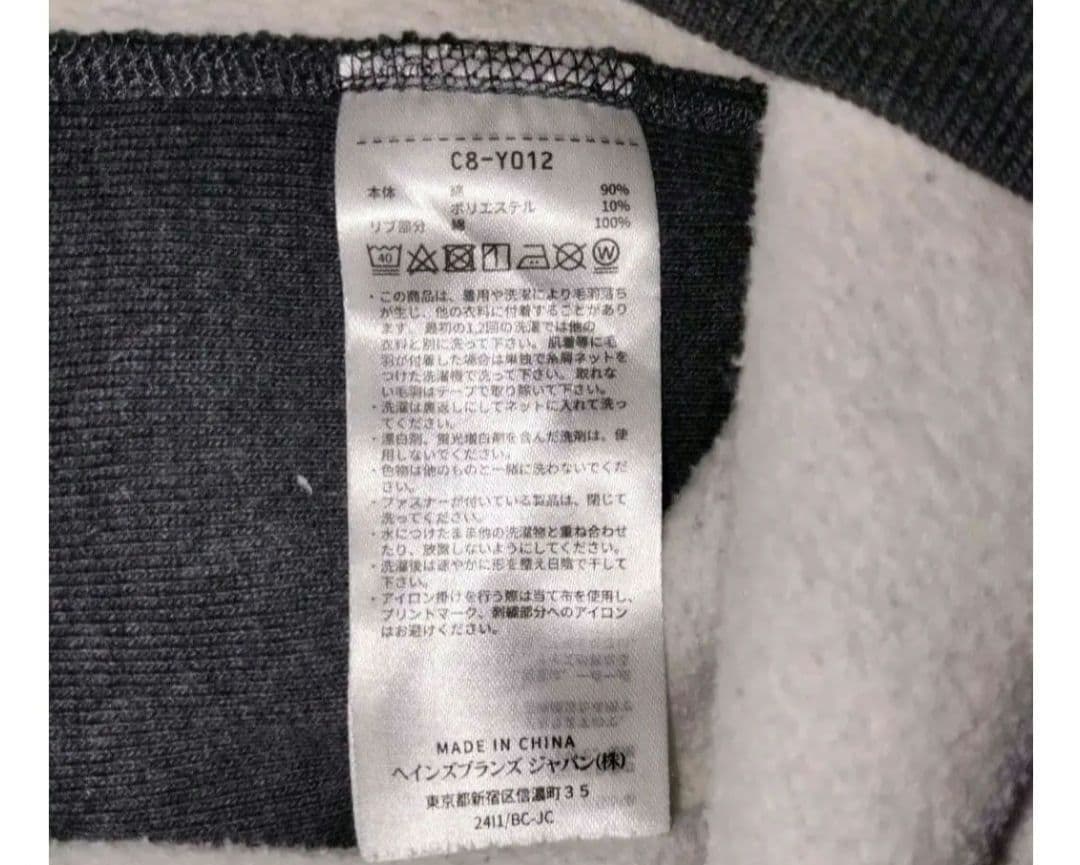 C8-Y012
本体 綿 90%
ポリエステル 10%
リブ部分 綿 100%
40 W
・この商品は、着用や洗濯により毛羽落ち
が生じ、他の衣料に付着することがあり
ます。最初の1,2回の洗濯では他の
衣料と別に洗って下さい。肌着等に毛
羽が付着した場合は単独で糸屑ネットを
つけた洗濯機で洗って下さい。取れな
い毛羽はテープで取り除いて下さい。
・洗濯は裏返しにしてネットに入れて洗っ
てください。
・漂白剤、蛍光増白剤を含んだ洗剤は、使
用しないでください。
・色物は他のものと一緒に洗わないでくだ
さい。
・ファスナーが付いている製品は、閉じて
洗ってください。
・水につけたまま他の洗濯物と重ね合わせ
たり、放置しないようにしてください。
・洗濯後は速やかに形を整え日陰で干して
下さい。
・アイロン掛けを行う際は当て布を使用し、
プリントマーク、刺繍部分へのアイロン
はお避けください。
MADE IN CHINA
ヘインズブランズ ジャパン(株)
東京都新宿区信濃町35
2411/BC-JC